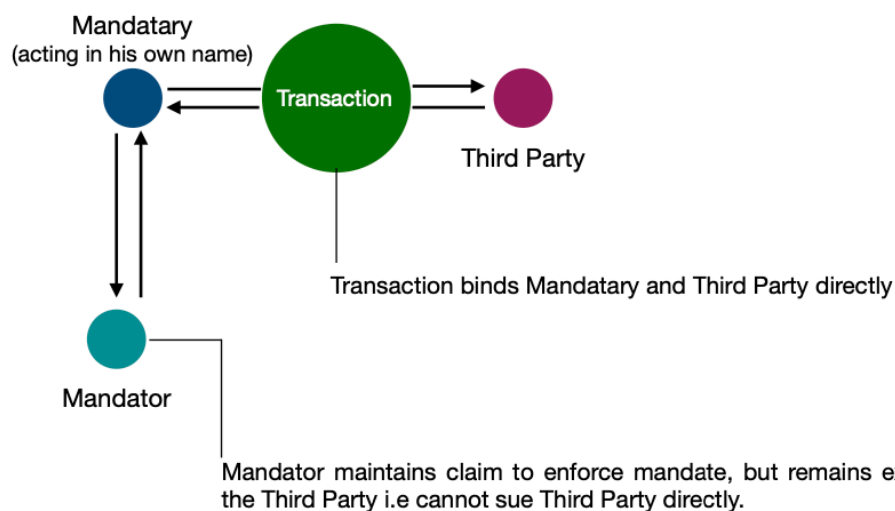 Mandatary
(acting in his own name)
Transaction
Third Party
Transaction binds Mandatary and Third Party directly
Mandator
Mandator maintains claim to enforce mandate, but remains
the Third Party i.e cannot sue Third Party directly.